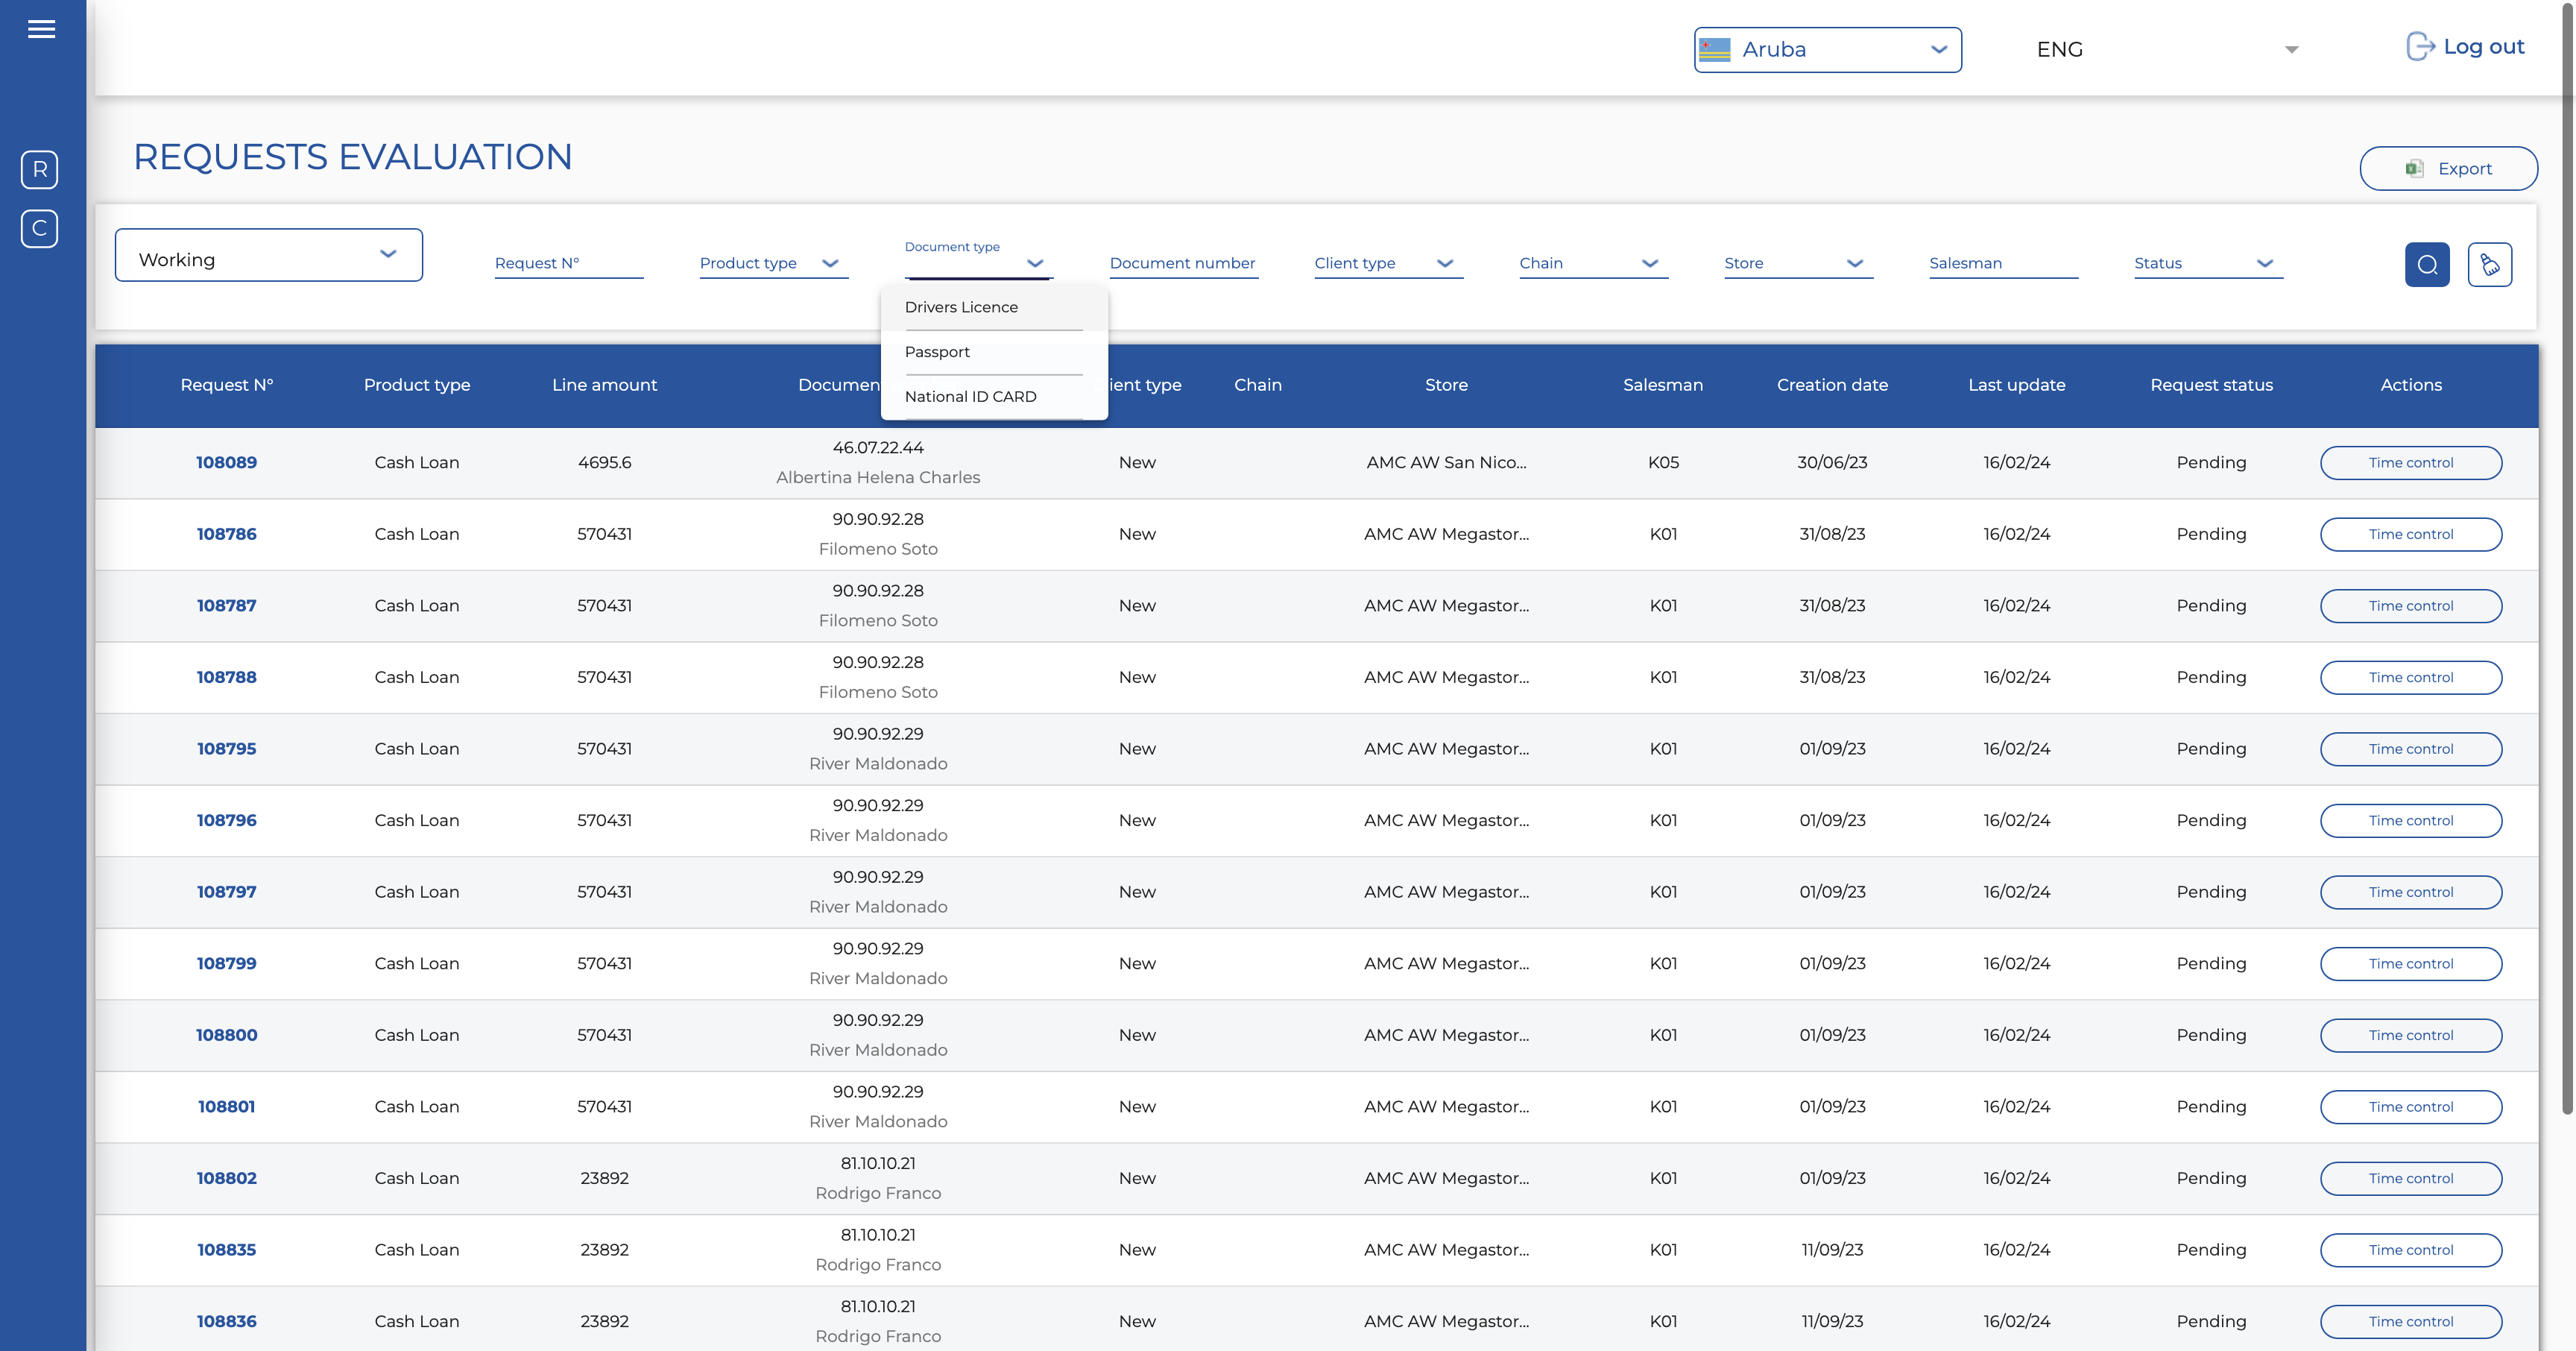 Aruba
ENG
Log out
R
C
REQUESTS EVALUATION
Export
Working
Request N°
Product type
Document type
Document number
Client type
Chain
Store
Salesman
Status
Drivers Licence
Passport
National ID CARD
Request N° Product type Line amount Documen ient type Chain Store Salesman Creation date Last update Request status Actions
108089 Cash Loan 4695.6 46.07.22.44 New AMC AW San Nico... K05 30/06/23 16/02/24 Pending Time control
Albertina Helena Charles
108786 Cash Loan 570431 90.90.92.28 New AMC AW Megastor... K01 31/08/23 16/02/24 Pending Time control
Filomeno Soto
108787 Cash Loan 570431 90.90.92.28 New AMC AW Megastor... K01 31/08/23 16/02/24 Pending Time control
Filomeno Soto
108788 Cash Loan 570431 90.90.92.28 New AMC AW Megastor... K01 31/08/23 16/02/24 Pending Time control
Filomeno Soto
108795 Cash Loan 570431 90.90.92.29 New AMC AW Megastor... K01 01/09/23 16/02/24 Pending Time control
River Maldonado
108796 Cash Loan 570431 90.90.92.29 New AMC AW Megastor... K01 01/09/23 16/02/24 Pending Time control
River Maldonado
108797 Cash Loan 570431 90.90.92.29 New AMC AW Megastor... K01 01/09/23 16/02/24 Pending Time control
River Maldonado
108799 Cash Loan 570431 90.90.92.29 New AMC AW Megastor... K01 01/09/23 16/02/24 Pending Time control
River Maldonado
108800 Cash Loan 570431 90.90.92.29 New AMC AW Megastor... K01 01/09/23 16/02/24 Pending Time control
River Maldonado
108801 Cash Loan 570431 90.90.92.29 New AMC AW Megastor... K01 01/09/23 16/02/24 Pending Time control
River Maldonado
108802 Cash Loan 23892 81.10.10.21 New AMC AW Megastor... K01 01/09/23 16/02/24 Pending Time control
Rodrigo Franco
108835 Cash Loan 23892 81.10.10.21 New AMC AW Megastor... K01 11/09/23 16/02/24 Pending Time control
Rodrigo Franco
108836 Cash Loan 23892 81.10.10.21 New AMC AW Megastor... K01 11/09/23 16/02/24 Pending Time control
Rodrigo Franco